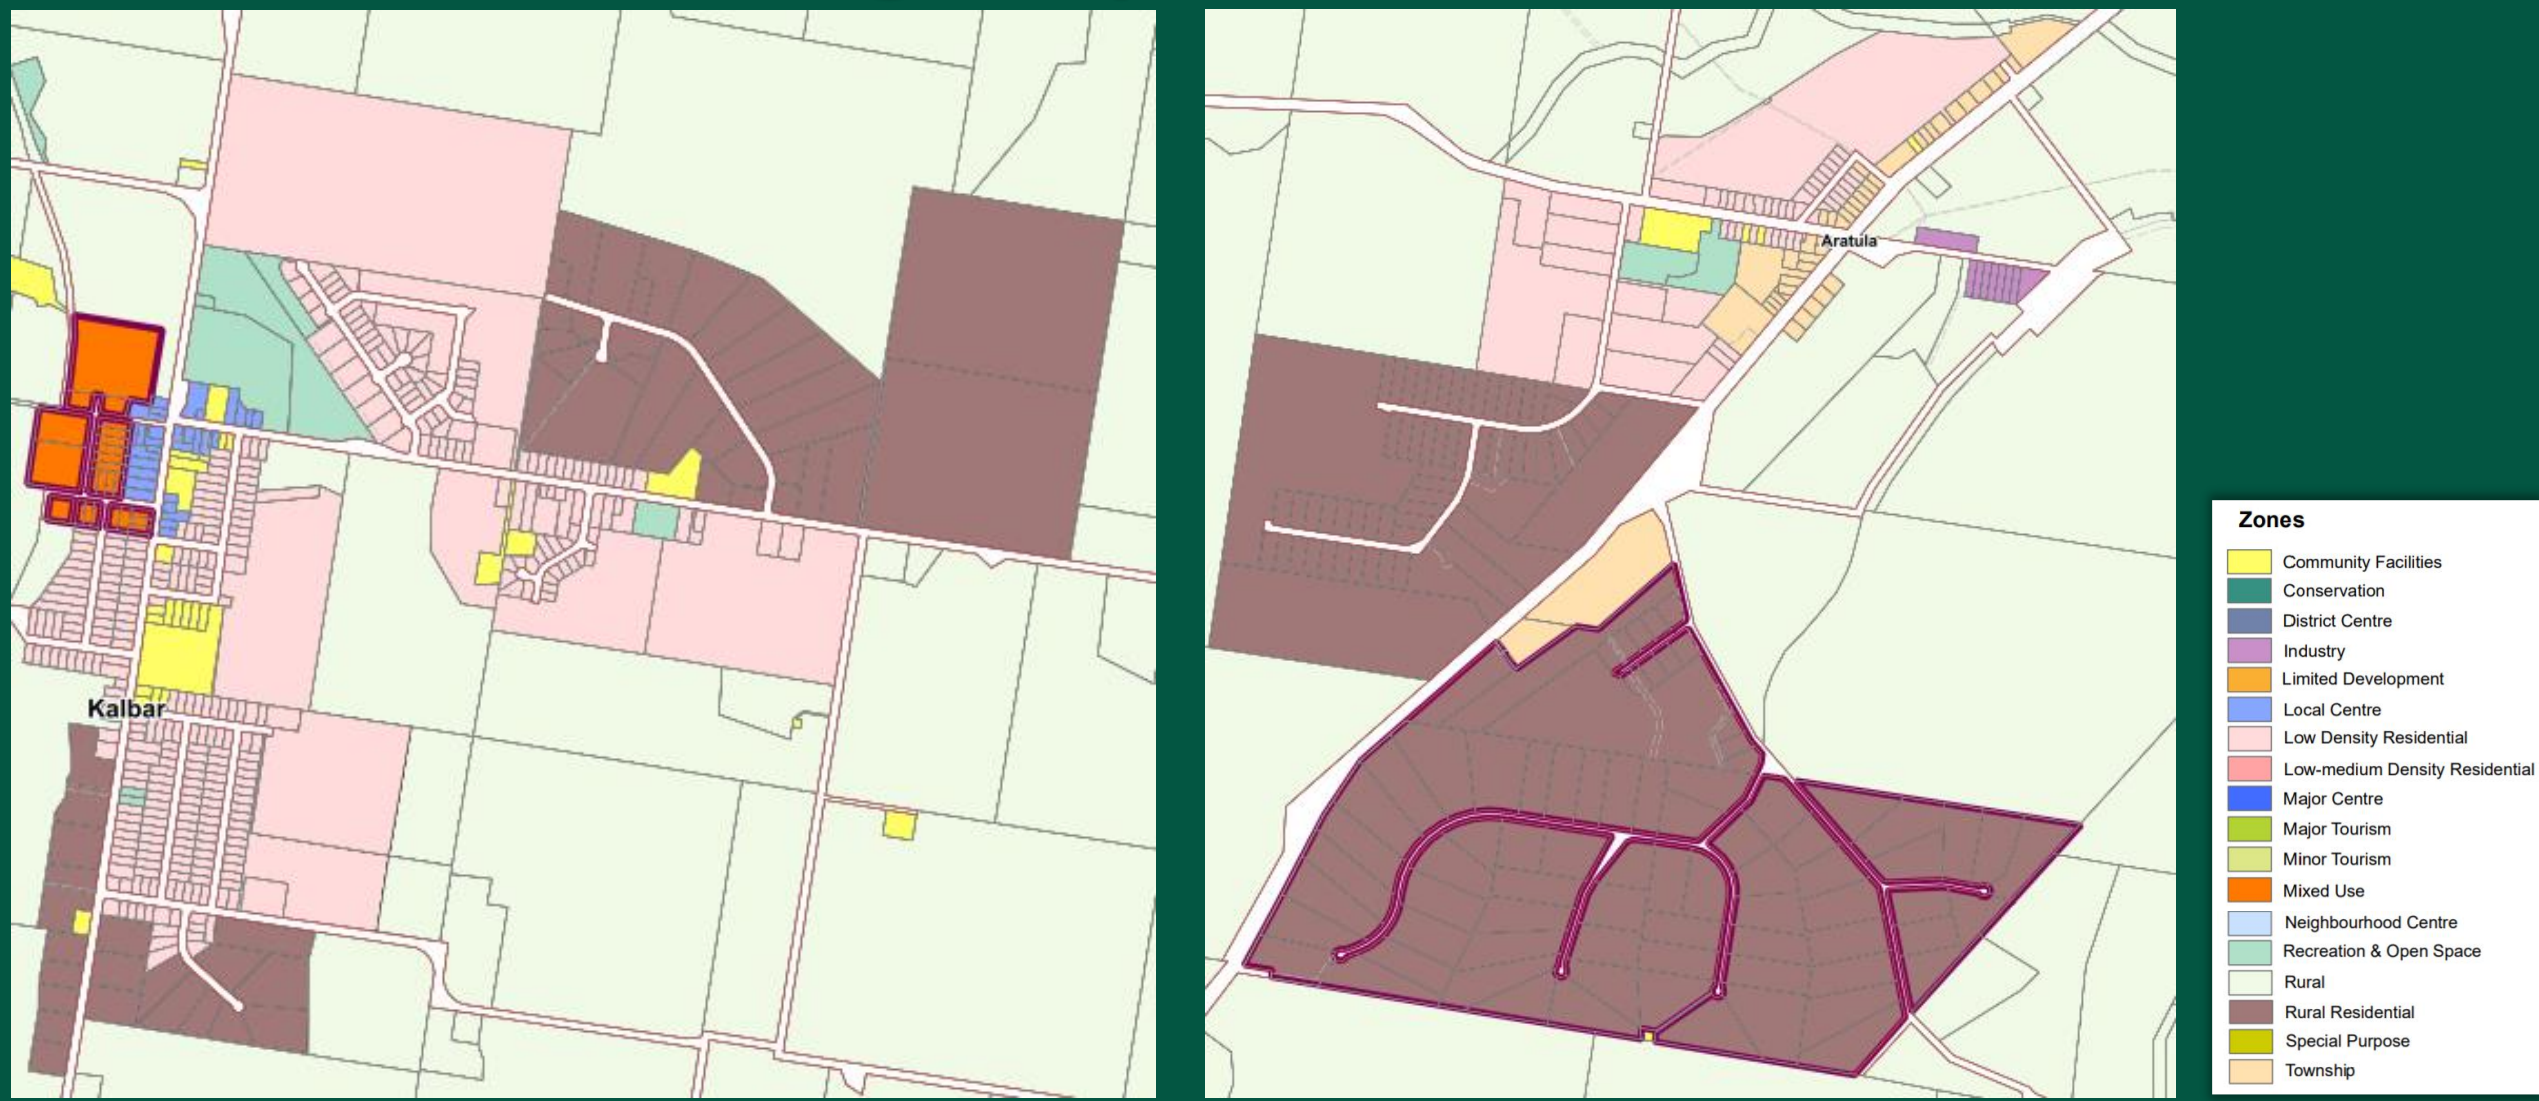 Kalbar
Aratula
Zones
Community Facilities
Conservation
District Centre
Industry
Limited Development
Local Centre
Low Density Residential
Low-medium Density Residential
Major Centre
Major Tourism
Minor Tourism
Mixed Use
Neighbourhood Centre
Recreation & Open Space
Rural
Rural Residential
Special Purpose
Township